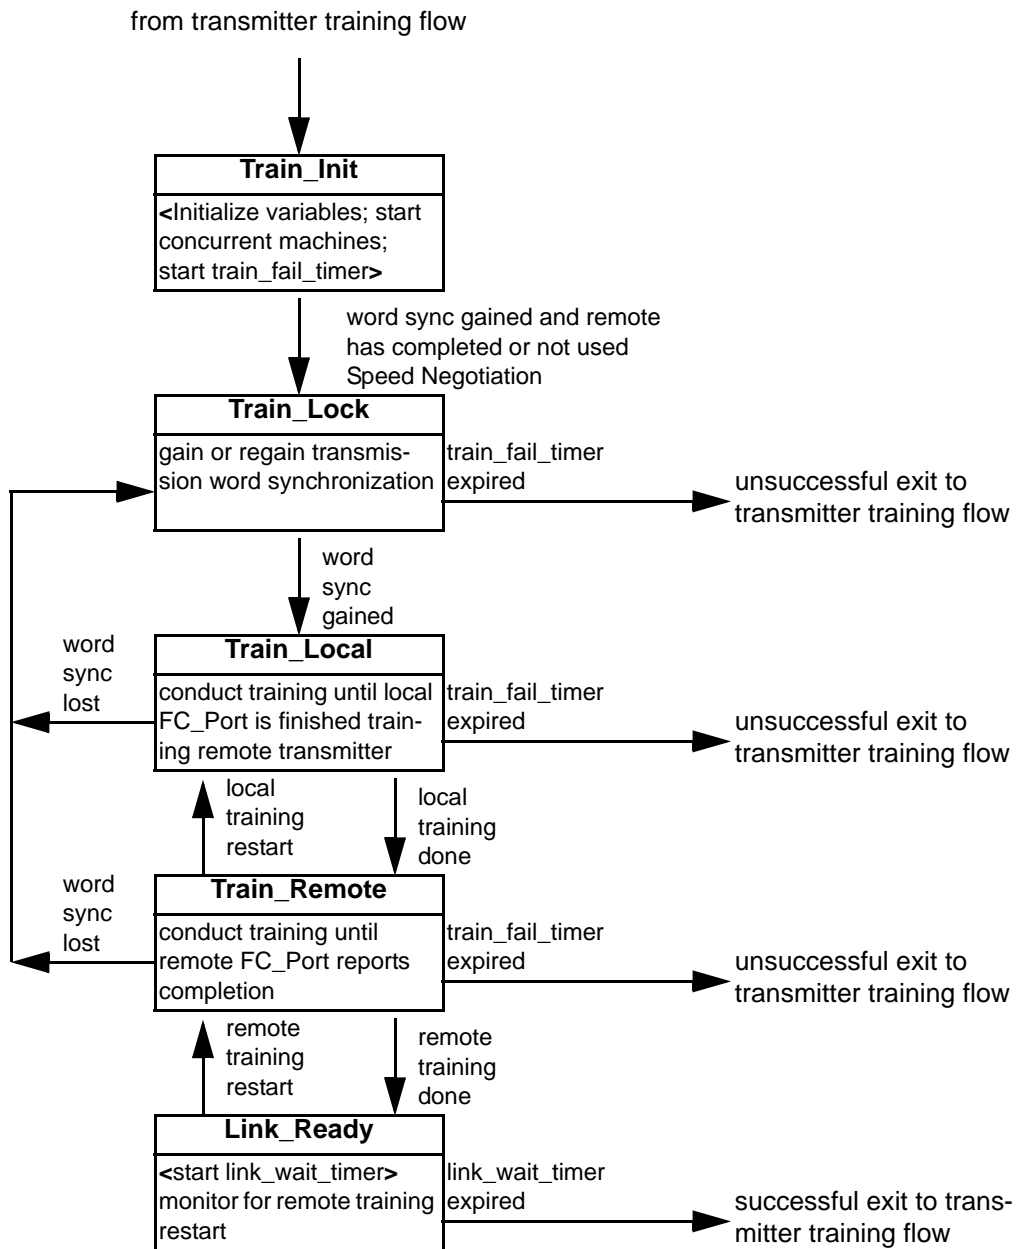 from transmitter training flow
Train_Init
<Initialize variables; start
concurrent machines;
start train_fail_timer>
word sync gained and remote
has completed or not used
Speed Negotiation
Train_Lock
gain or regain transmis-
sion word synchronization
train_fail_timer
expired
unsuccessful exit to
transmitter training flow
word
sync
gained
word
sync
lost
Train_Local
conduct training until local
FC_Port is finished train-
ing remote transmitter
train_fail_timer
expired
unsuccessful exit to
transmitter training flow
local
training
restart
local
training
done
word
sync
lost
Train_Remote
conduct training until
remote FC_Port reports
completion
train_fail_timer
expired
unsuccessful exit to
transmitter training flow
remote
training
restart
remote
training
done
Link_Ready
<start link_wait_timer>
monitor for remote training
restart
link_wait_timer
expired
successful exit to trans-
mitter training flow